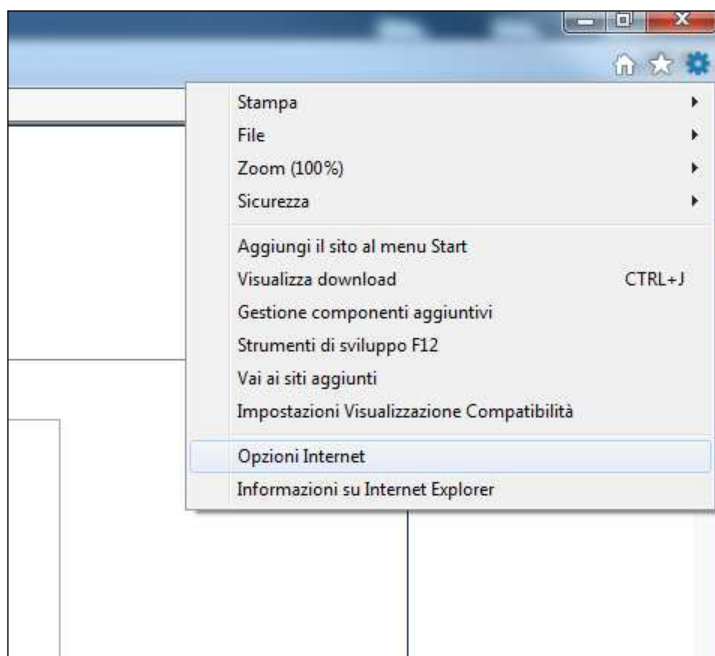 Stampa
File
Zoom (100%)
Sicurezza
Aggiungi il sito al menu Start
Visualizza download CTRL+J
Gestione componenti aggiuntivi
Strumenti di sviluppo F12
Vai ai siti aggiunti
Impostazioni Visualizzazione Compatibilità
Opzioni Internet
Informazioni su Internet Explorer